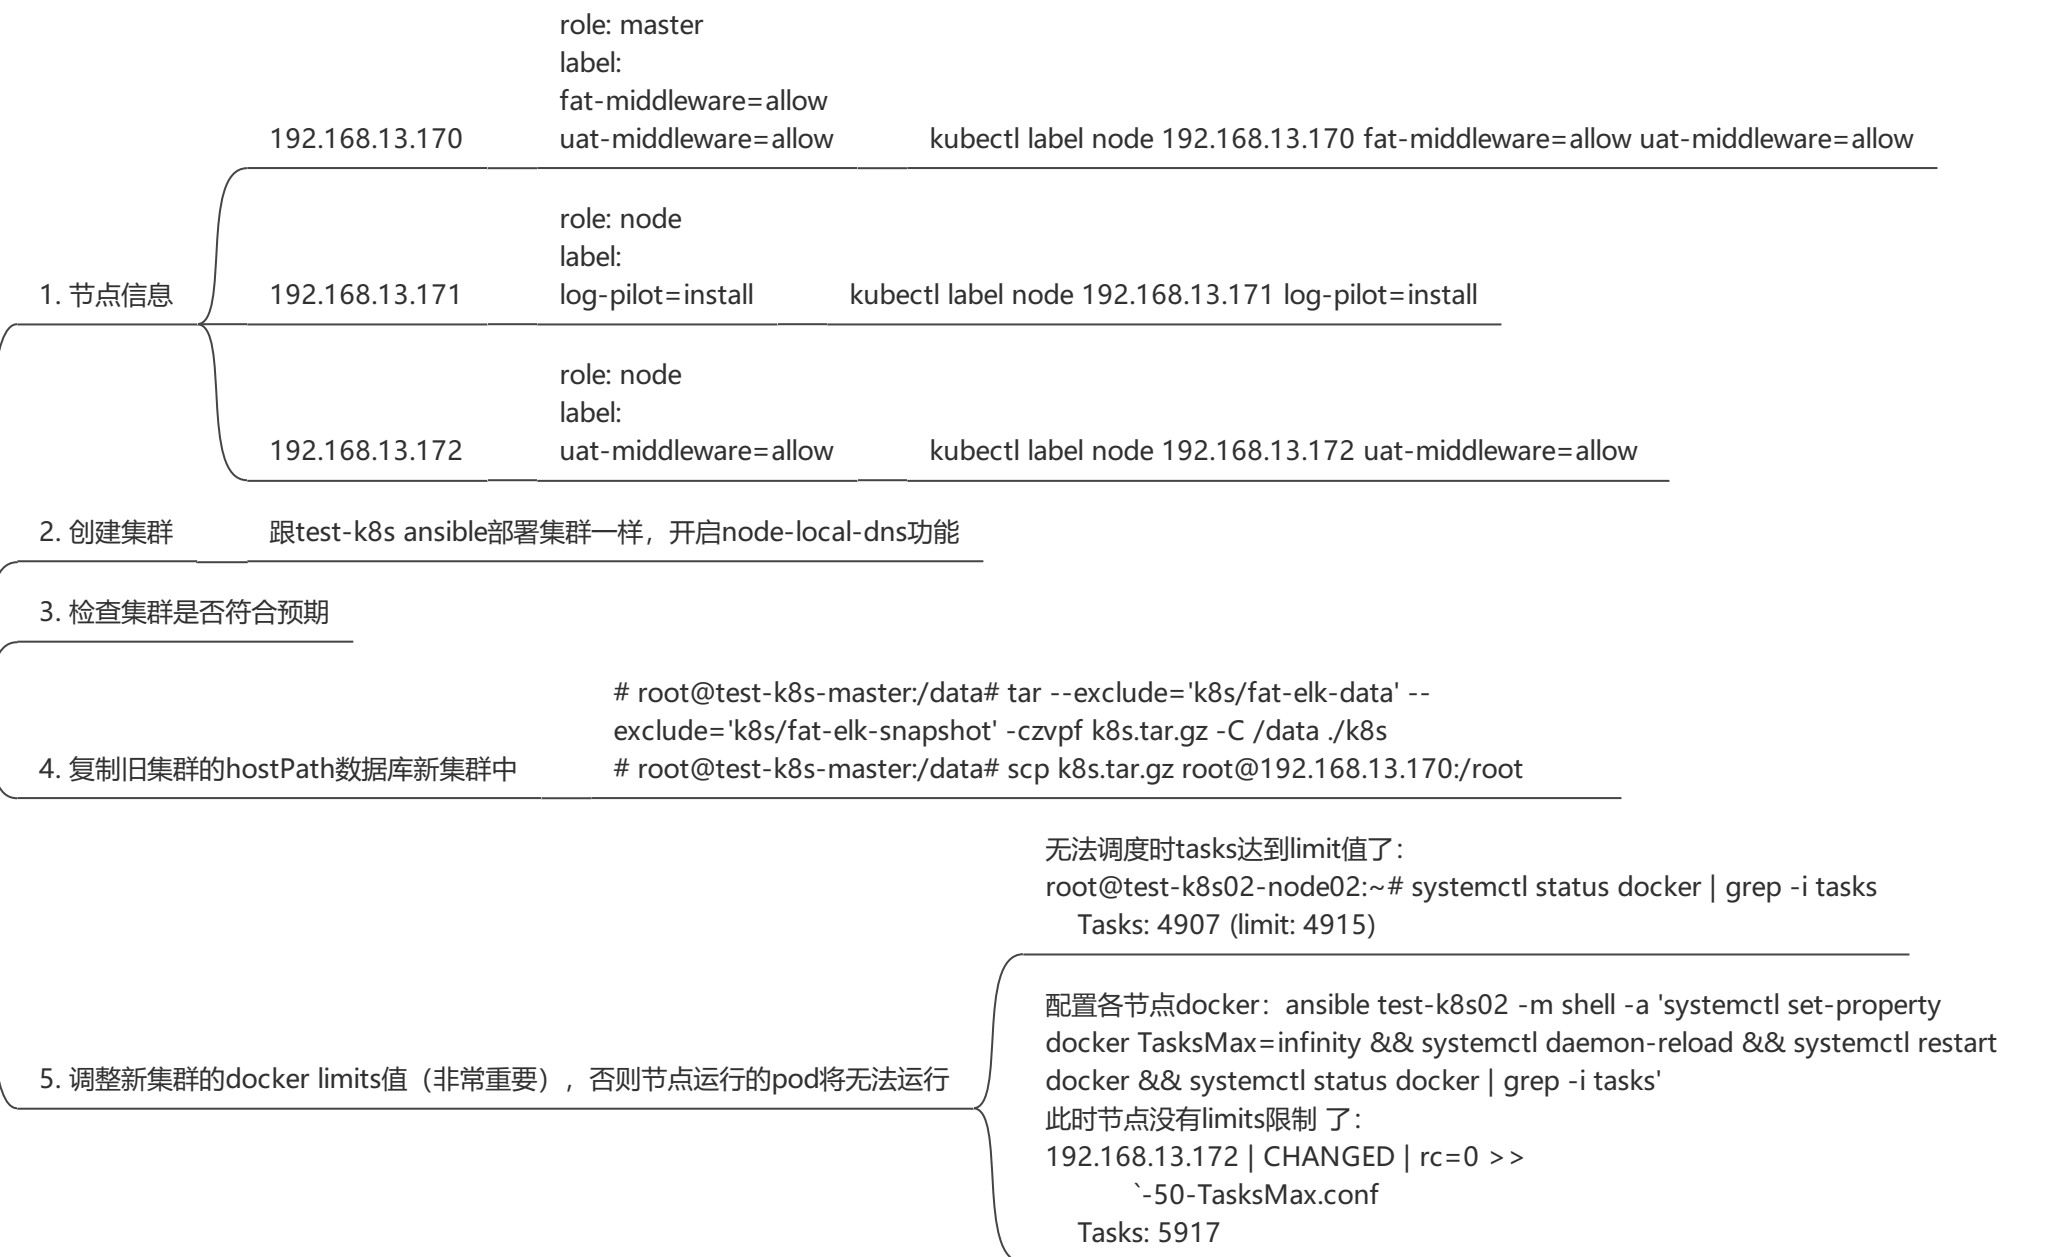 1. 节点信息
192.168.13.170
role: master
label:
fat-middleware=allow
uat-middleware=allow
kubectl label node 192.168.13.170 fat-middleware=allow uat-middleware=allow
192.168.13.171
role: node
label:
log-pilot=install
kubectl label node 192.168.13.171 log-pilot=install
192.168.13.172
role: node
label:
uat-middleware=allow
kubectl label node 192.168.13.172 uat-middleware=allow
2. 创建集群
跟test-k8s ansible部署集群一样，开启node-local-dns功能
3. 检查集群是否符合预期
4. 复制旧集群的hostPath数据库新集群中
# root@test-k8s-master:/data# tar --exclude='k8s/fat-elk-data' --
exclude='k8s/fat-elk-snapshot' -czvpf k8s.tar.gz -C /data ./k8s
# root@test-k8s-master:/data# scp k8s.tar.gz root@192.168.13.170:/root
5. 调整新集群的docker limits值（非常重要），否则节点运行的pod将无法运行
无法调度时tasks达到limit值了：
root@test-k8s02-node02:~# systemctl status docker | grep -i tasks
Tasks: 4907 (limit: 4915)
配置各节点docker：ansible test-k8s02 -m shell -a 'systemctl set-property
docker TasksMax=infinity && systemctl daemon-reload && systemctl restart
docker && systemctl status docker | grep -i tasks'
此时节点没有limits限制 了：
192.168.13.172 | CHANGED | rc=0 >>
`-50-TasksMax.conf
Tasks: 5917